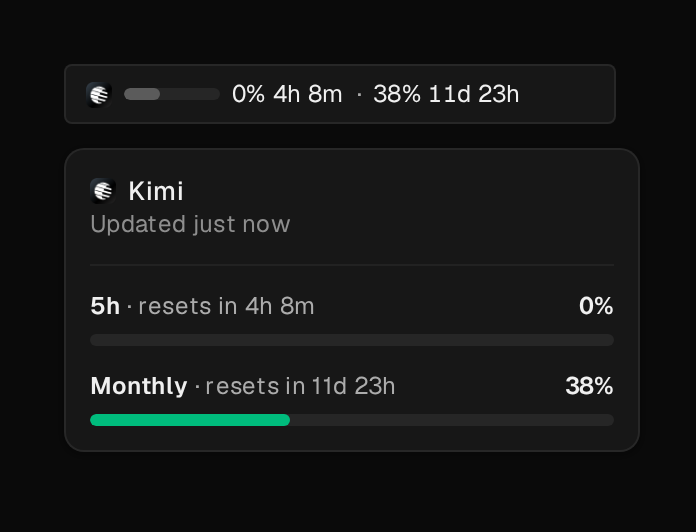 0% 4h 8m · 38% 11d 23h
Kimi
Updated just now
5h · resets in 4h 8m 0%
Monthly · resets in 11d 23h 38%